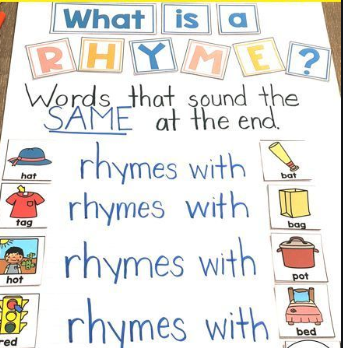 What is a
RHYME?
Words that sound the
SAME at the end.
hat rhymes with bat
tag rhymes with bag
hot rhymes with pot
red rhymes with bed